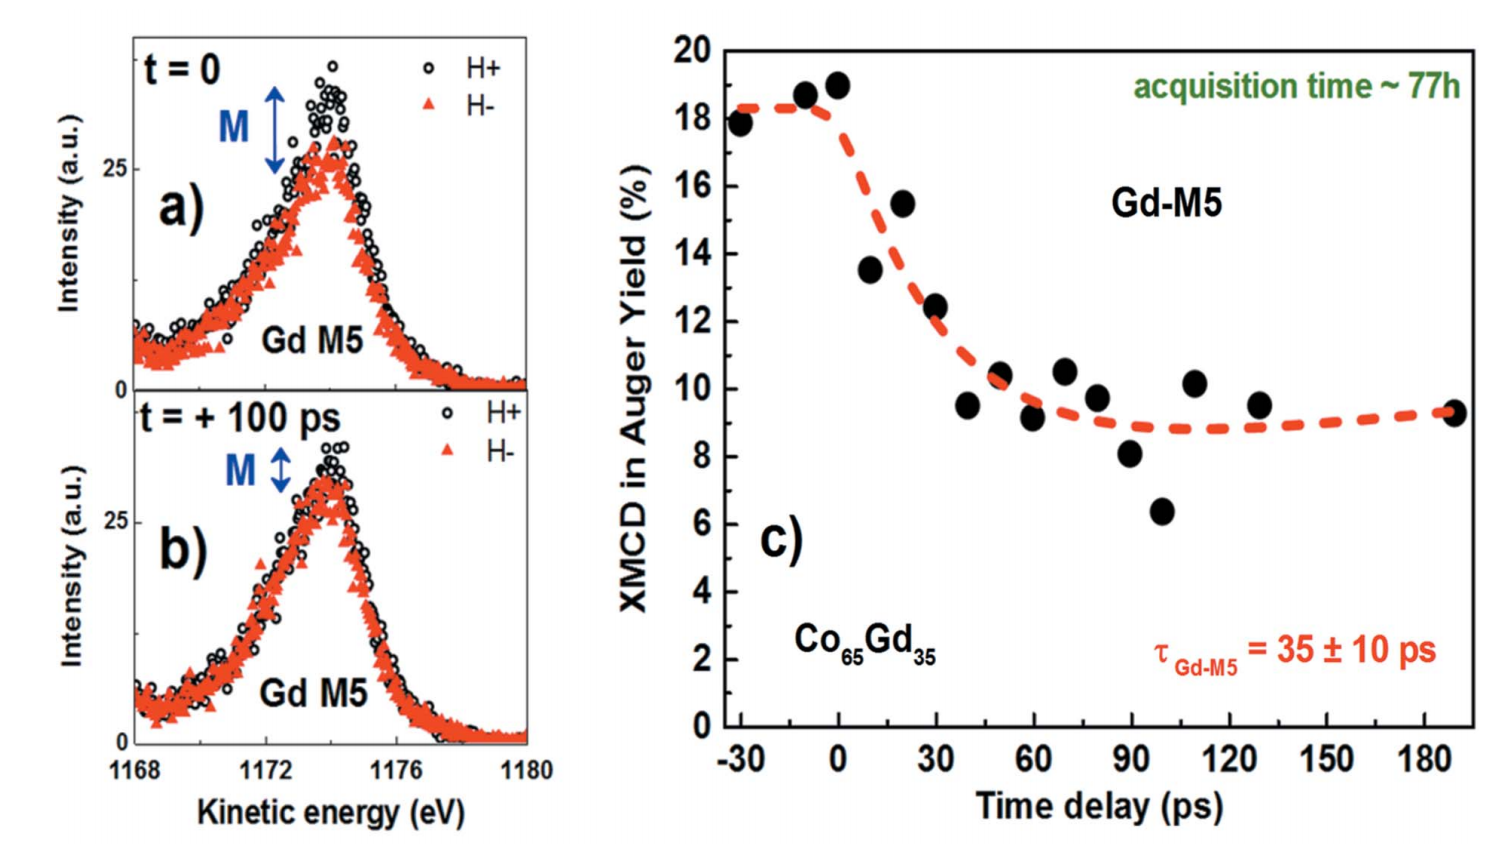 t = 0
H+
H-
M
a)
25
0
Gd M5
Intensity (a.u.)
t = + 100 ps
H+
H-
M
b)
25
0
Gd M5
Intensity (a.u.)
1168 1172 1176 1180
Kinetic energy (eV)
20
18
16
14
12
10
8
6
4
2
0
XMCD in Auger Yield (%)
acquisition time ~ 77h
Gd-M5
c)
Co65Gd35
τ Gd-M5 = 35 ± 10 ps
-30 0 30 60 90 120 150 180
Time delay (ps)